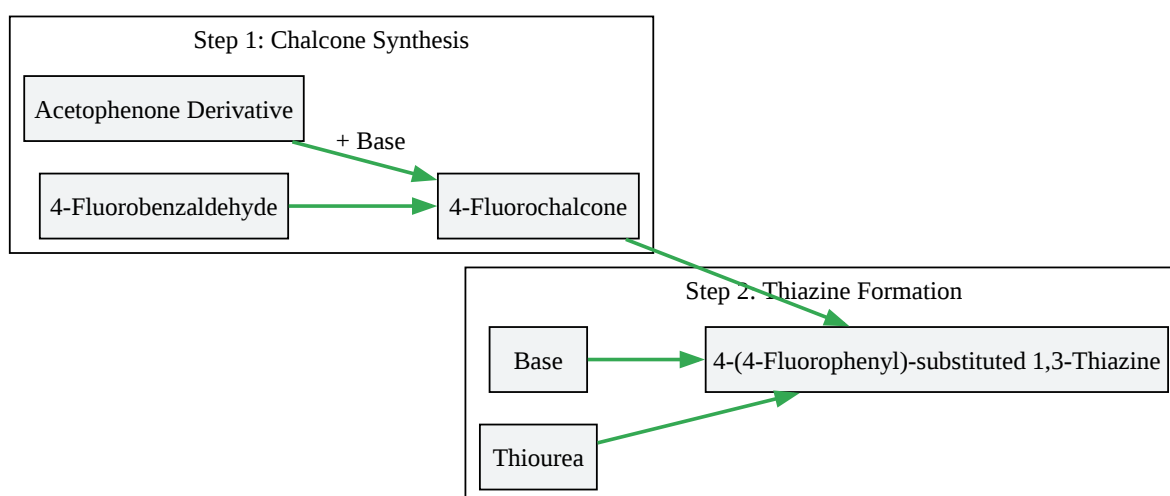 Step 1: Chalcone Synthesis
Acetophenone Derivative
+ Base
4-Fluorobenzaldehyde
4-Fluorochalcone
Step 2: Thiazine Formation
Base
4-(4-Fluorophenyl)-substituted 1,3-Thiazine
Thiourea